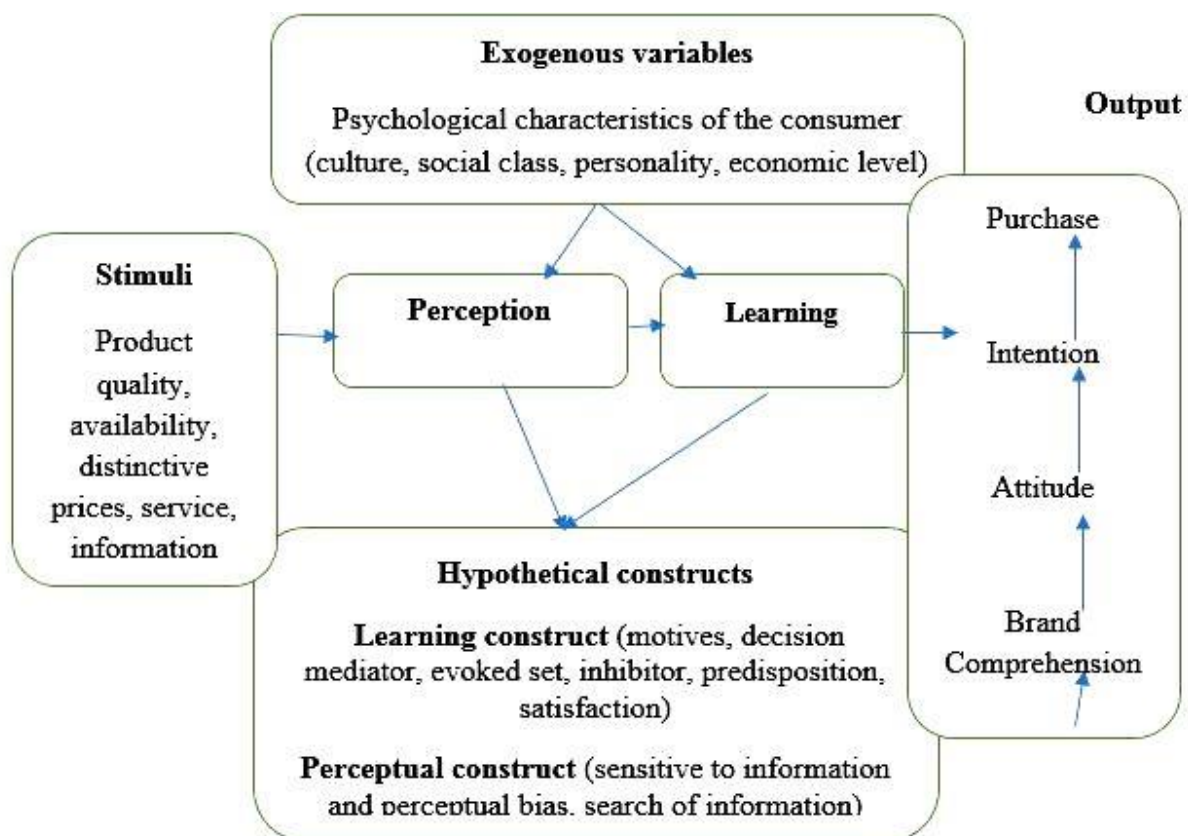 Exogenous variables
Psychological characteristics of the consumer
(culture, social class, personality, economic level)
Output
Stimuli
Product
quality,
availability,
distinctive
prices, service,
information
Perception
Learning
Purchase
Intention
Attitude
Brand
Comprehension
Hypothetical constructs
Learning construct (motives, decision
mediator, evoked set, inhibitor, predisposition,
satisfaction)
Perceptual construct (sensitive to information
and perceptual bias, search of information)